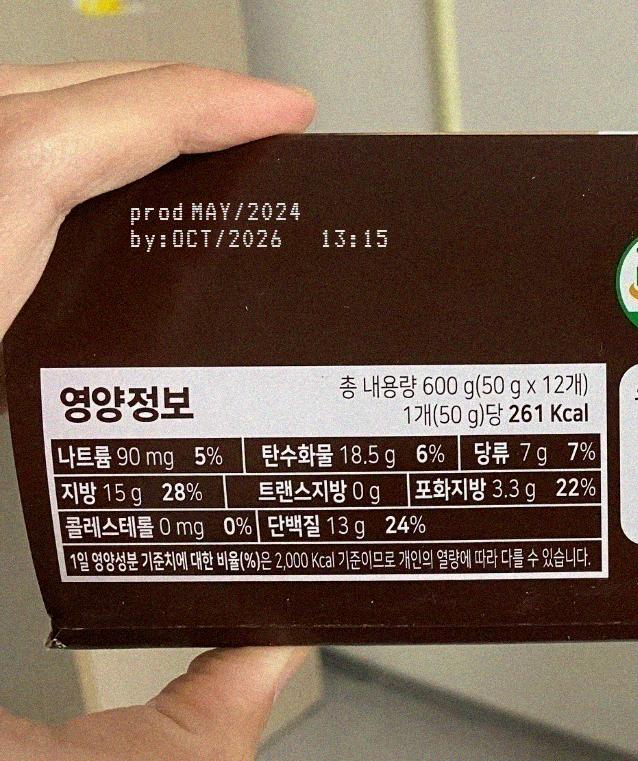 prod MAY/2024
by:OCT/2026 13:15
영양정보
총 내용량 600 g(50 g x 12개)
1개(50 g)당 261 Kcal
나트륨 90 mg 5% 탄수화물 18.5 g 6% 당류 7 g 7%
지방 15 g 28% 트랜스지방 0 g 포화지방 3.3 g 22%
콜레스테롤 0 mg 0% 단백질 13 g 24%
1일 영양성분 기준치에 대한 비율(%)은 2,000 Kcal 기준이므로 개인의 열량에 따라 다를 수 있습니다.